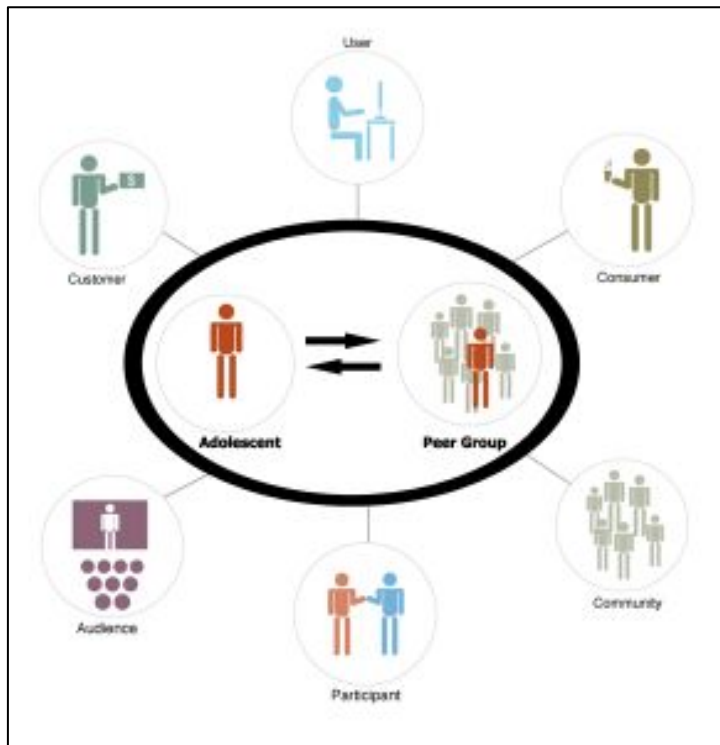 User
$
Customer
Consumer
Adolescent
Peer Group
Audience
Community
Participant